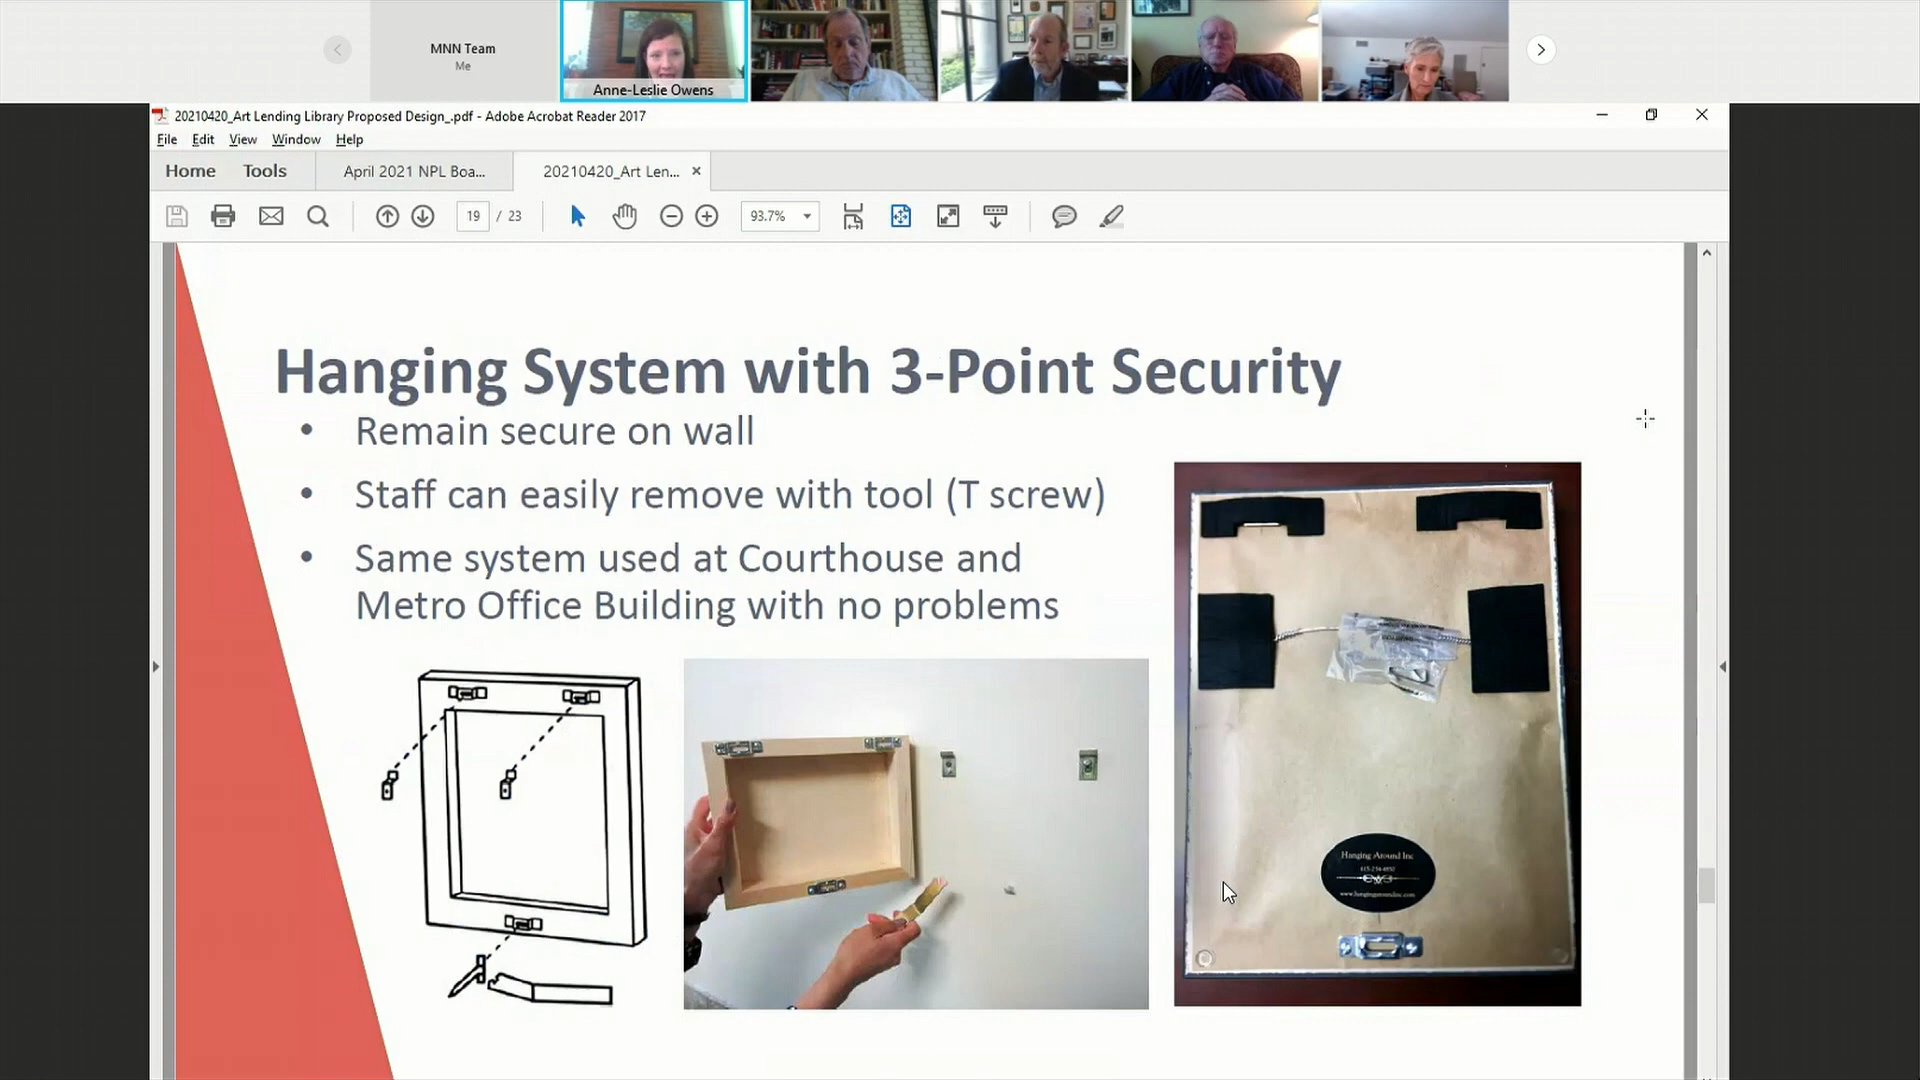 MNN Team
Me
Anne-Leslie Owens
20210420_Art Lending Library Proposed Design_.pdf - Adobe Acrobat Reader 2017
File Edit View Window Help
Home Tools April 2021 NPL Boa... 20210420_Art Len... ×
19 / 23 93.7%
Hanging System with 3-Point Security
• Remain secure on wall
• Staff can easily remove with tool (T screw)
• Same system used at Courthouse and
Metro Office Building with no problems
Hanging Around Inc
www.hangingaroundinc.com